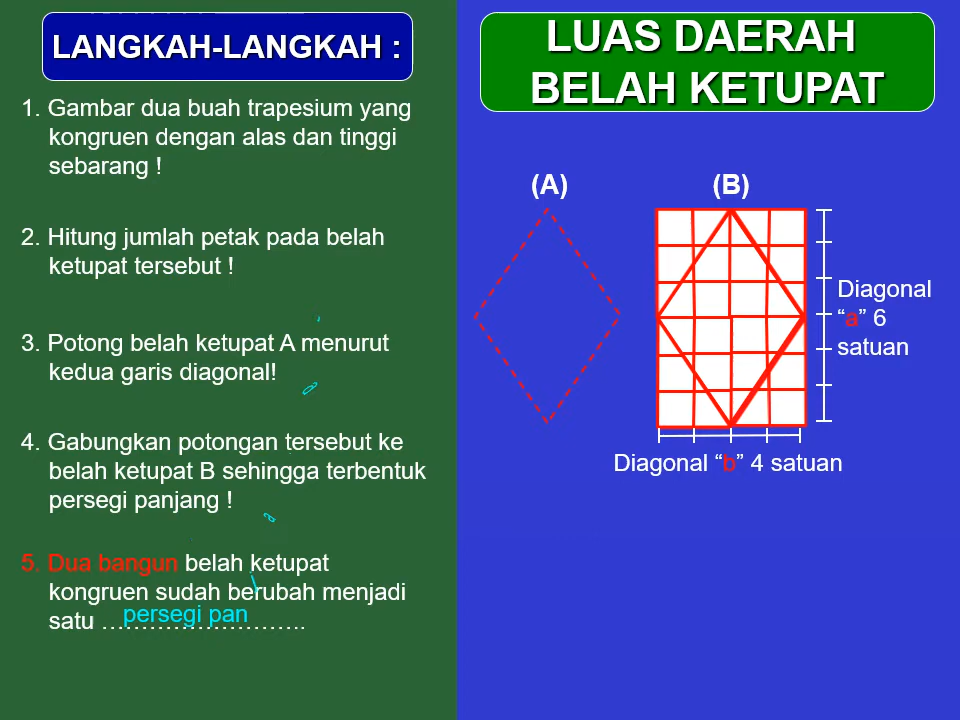 LANGKAH-LANGKAH :
1. Gambar dua buah trapesium yang
kongruen dengan alas dan tinggi
sebarang !
2. Hitung jumlah petak pada belah
ketupat tersebut !
3. Potong belah ketupat A menurut
kedua garis diagonal!
4. Gabungkan potongan tersebut ke
belah ketupat B sehingga terbentuk
persegi panjang !
5. Dua bangun belah ketupat
kongruen sudah berubah menjadi
satu ……………………..
persegi pan
LUAS DAERAH
BELAH KETUPAT
(A)
(B)
Diagonal
“a” 6
satuan
Diagonal “b” 4 satuan